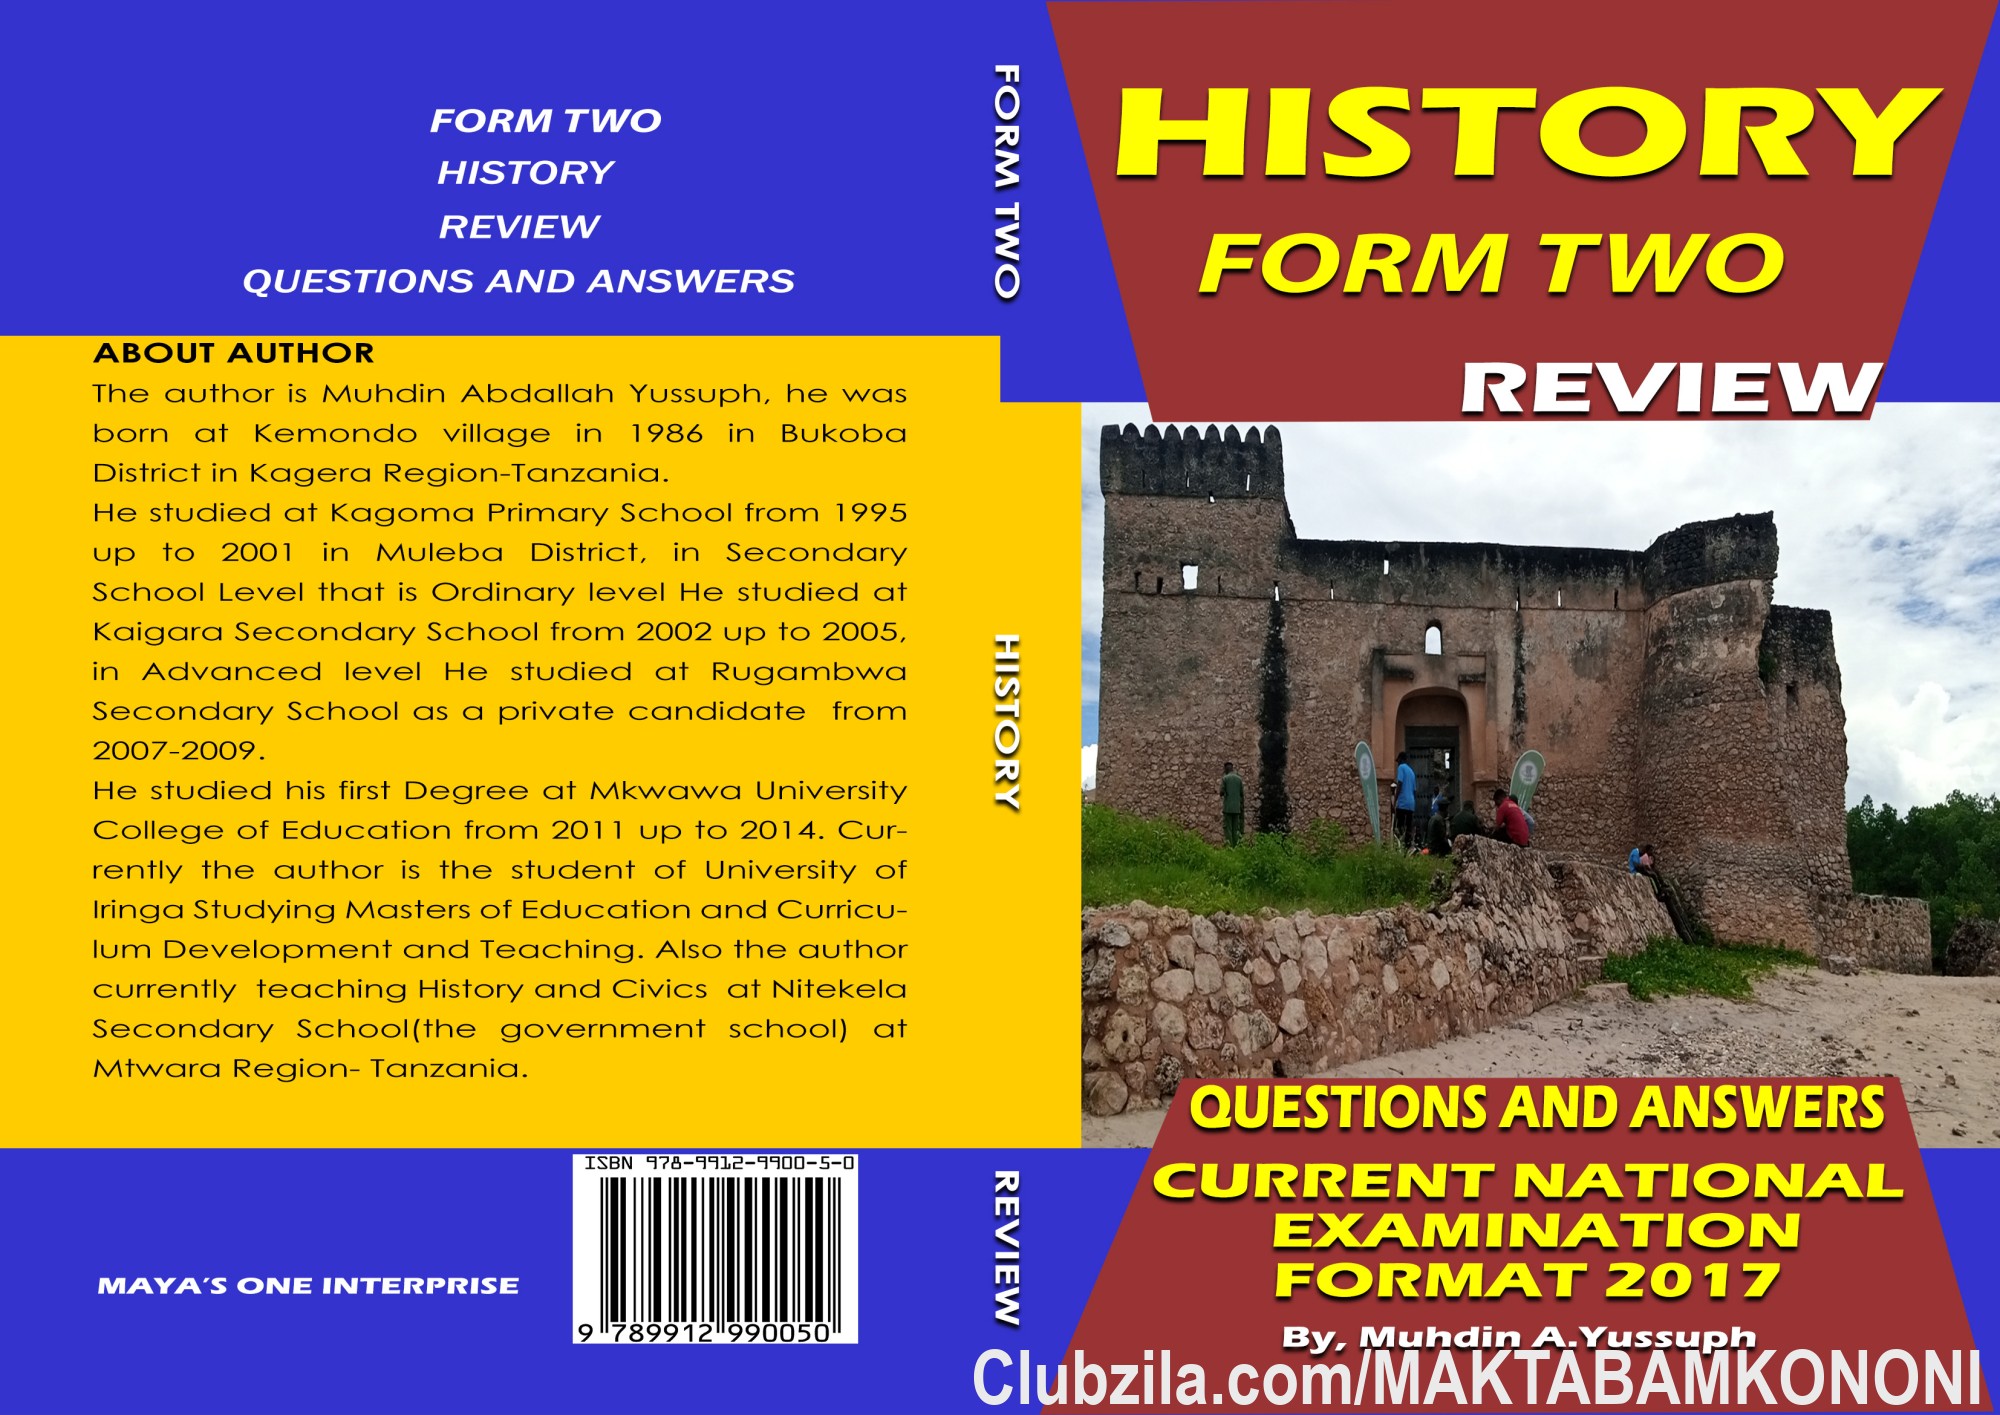 FORM TWO
HISTORY
REVIEW
QUESTIONS AND ANSWERS
ABOUT AUTHOR
The author is Muhdin Abdallah Yussuph, he was
born at Kemondo village in 1986 in Bukoba
District in Kagera Region-Tanzania.
He studied at Kagoma Primary School from 1995
up to 2001 in Muleba District, in Secondary
School Level that is Ordinary level He studied at
Kaigara Secondary School from 2002 up to 2005,
in Advanced level He studied at Rugambwa
Secondary School as a private candidate from
2007-2009.
He studied his first Degree at Mkwawa University
College of Education from 2011 up to 2014. Cur-
rently the author is the student of University of
Iringa Studying Masters of Education and Curricu-
lum Development and Teaching. Also the author
currently teaching History and Civics at Nitekela
Secondary School(the government school) at
Mtwara Region- Tanzania.
MAYA'S ONE INTERPRISE
ISBN 978-9912-9900-5-0
9 789912 990050
FORM TWO
HISTORY
REVIEW
HISTORY
FORM TWO
REVIEW
QUESTIONS AND ANSWERS
CURRENT NATIONAL
EXAMINATION
FORMAT 2017
By, Muhdin A.Yussuph
Clubzila.com/MAKTABAMKONONI